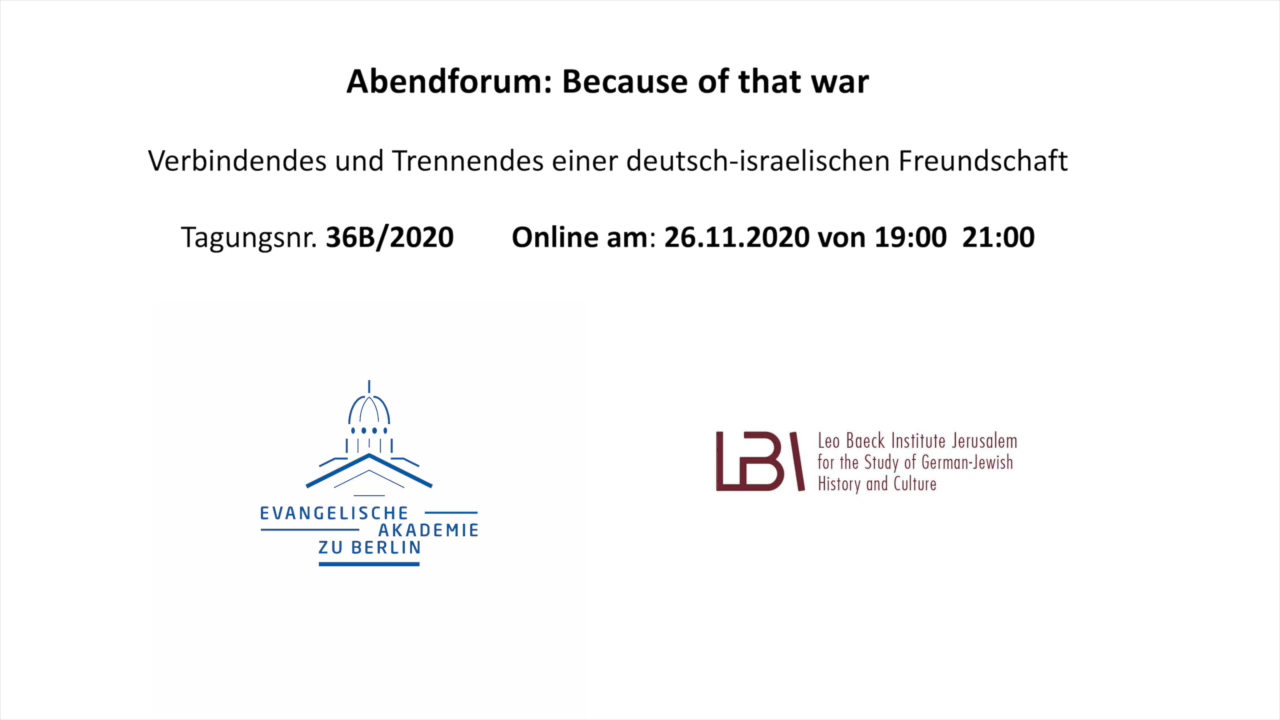 Abendforum: Because of that war
Verbindendes und Trennendes einer deutsch-israelischen Freundschaft
Tagungsnr. 36B/2020 Online am: 26.11.2020 von 19:00 21:00
EVANGELISCHE
AKADEMIE
ZU BERLIN
LBI
Leo Baeck Institute Jerusalem
for the Study of German-Jewish
History and Culture